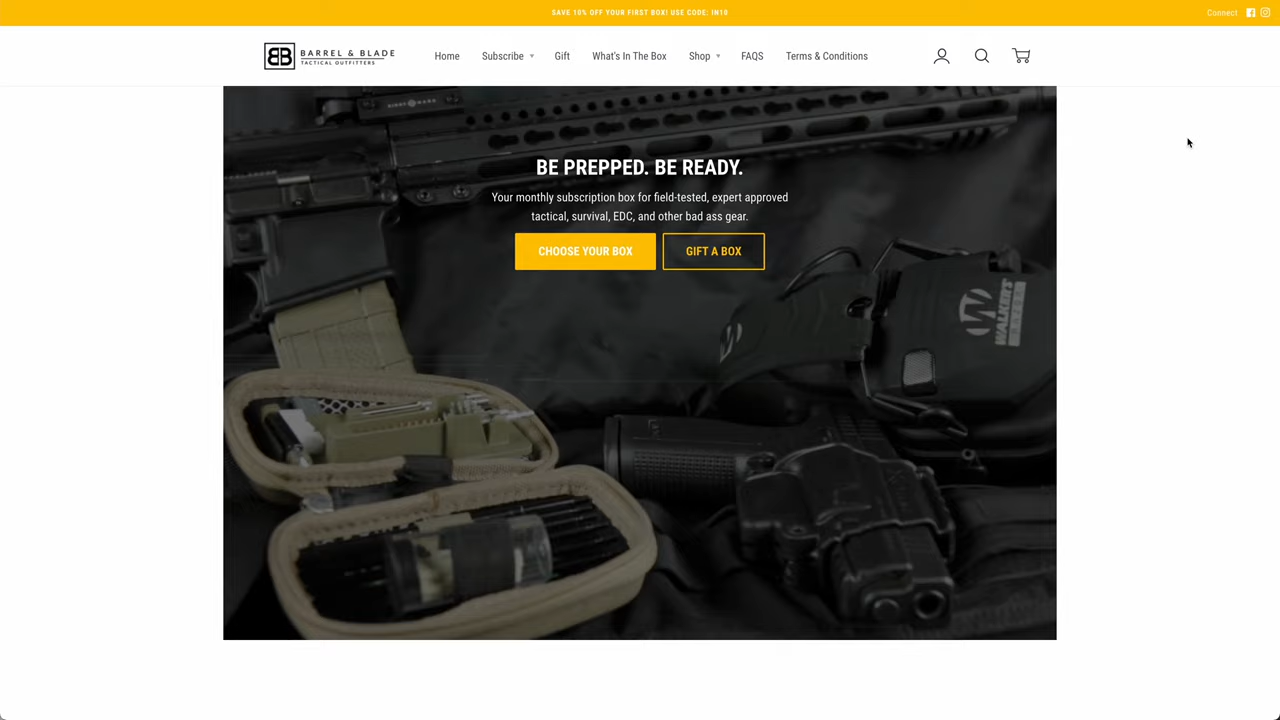 SAVE 10% OFF YOUR FIRST BOX! USE CODE: IN10
Connect
BB BARREL & BLADE
TACTICAL OUTFITTERS
Home
Subscribe
Gift
What's In The Box
Shop
FAQS
Terms & Conditions
BE PREPPED. BE READY.
Your monthly subscription box for field-tested, expert approved
tactical, survival, EDC, and other bad ass gear.
CHOOSE YOUR BOX
GIFT A BOX
WALKER'S